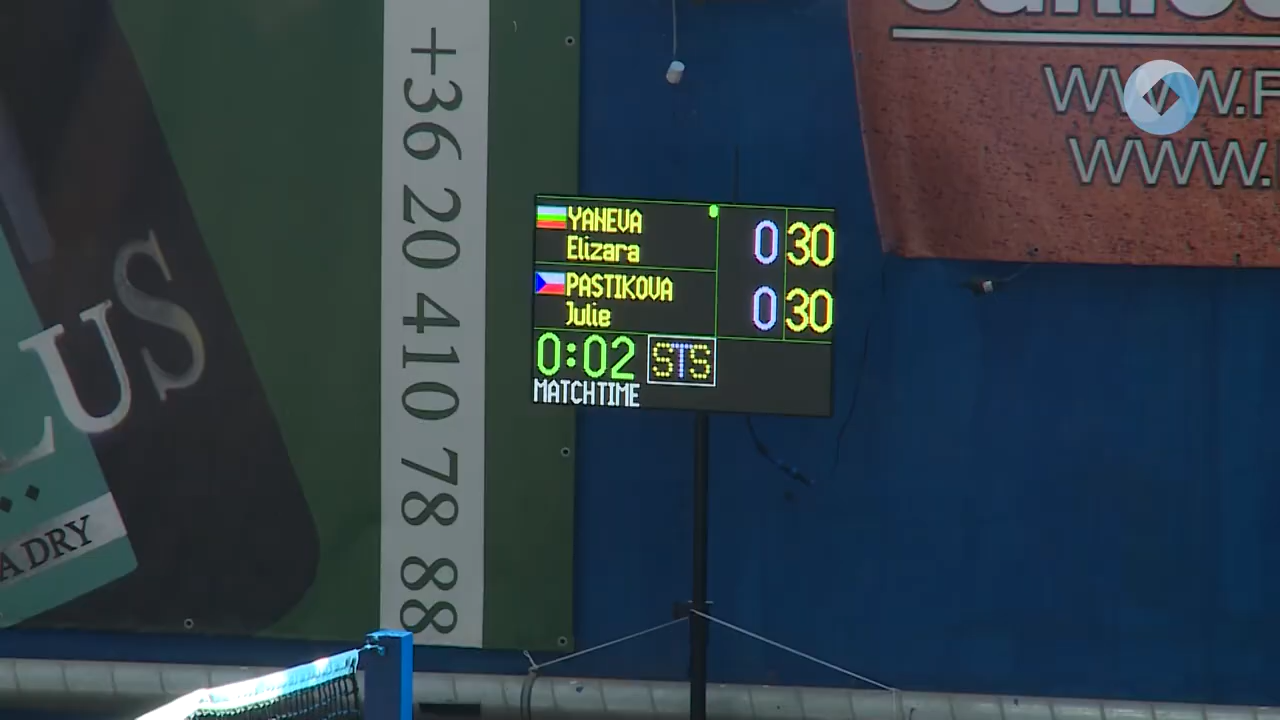 +36 20 410 78 88
US
A DRY
YANEVA 0 30
Elizara
PASTIKOVA 0 30
Julie
0:02 STS
MATCHTIME
WWW.F
WWW.